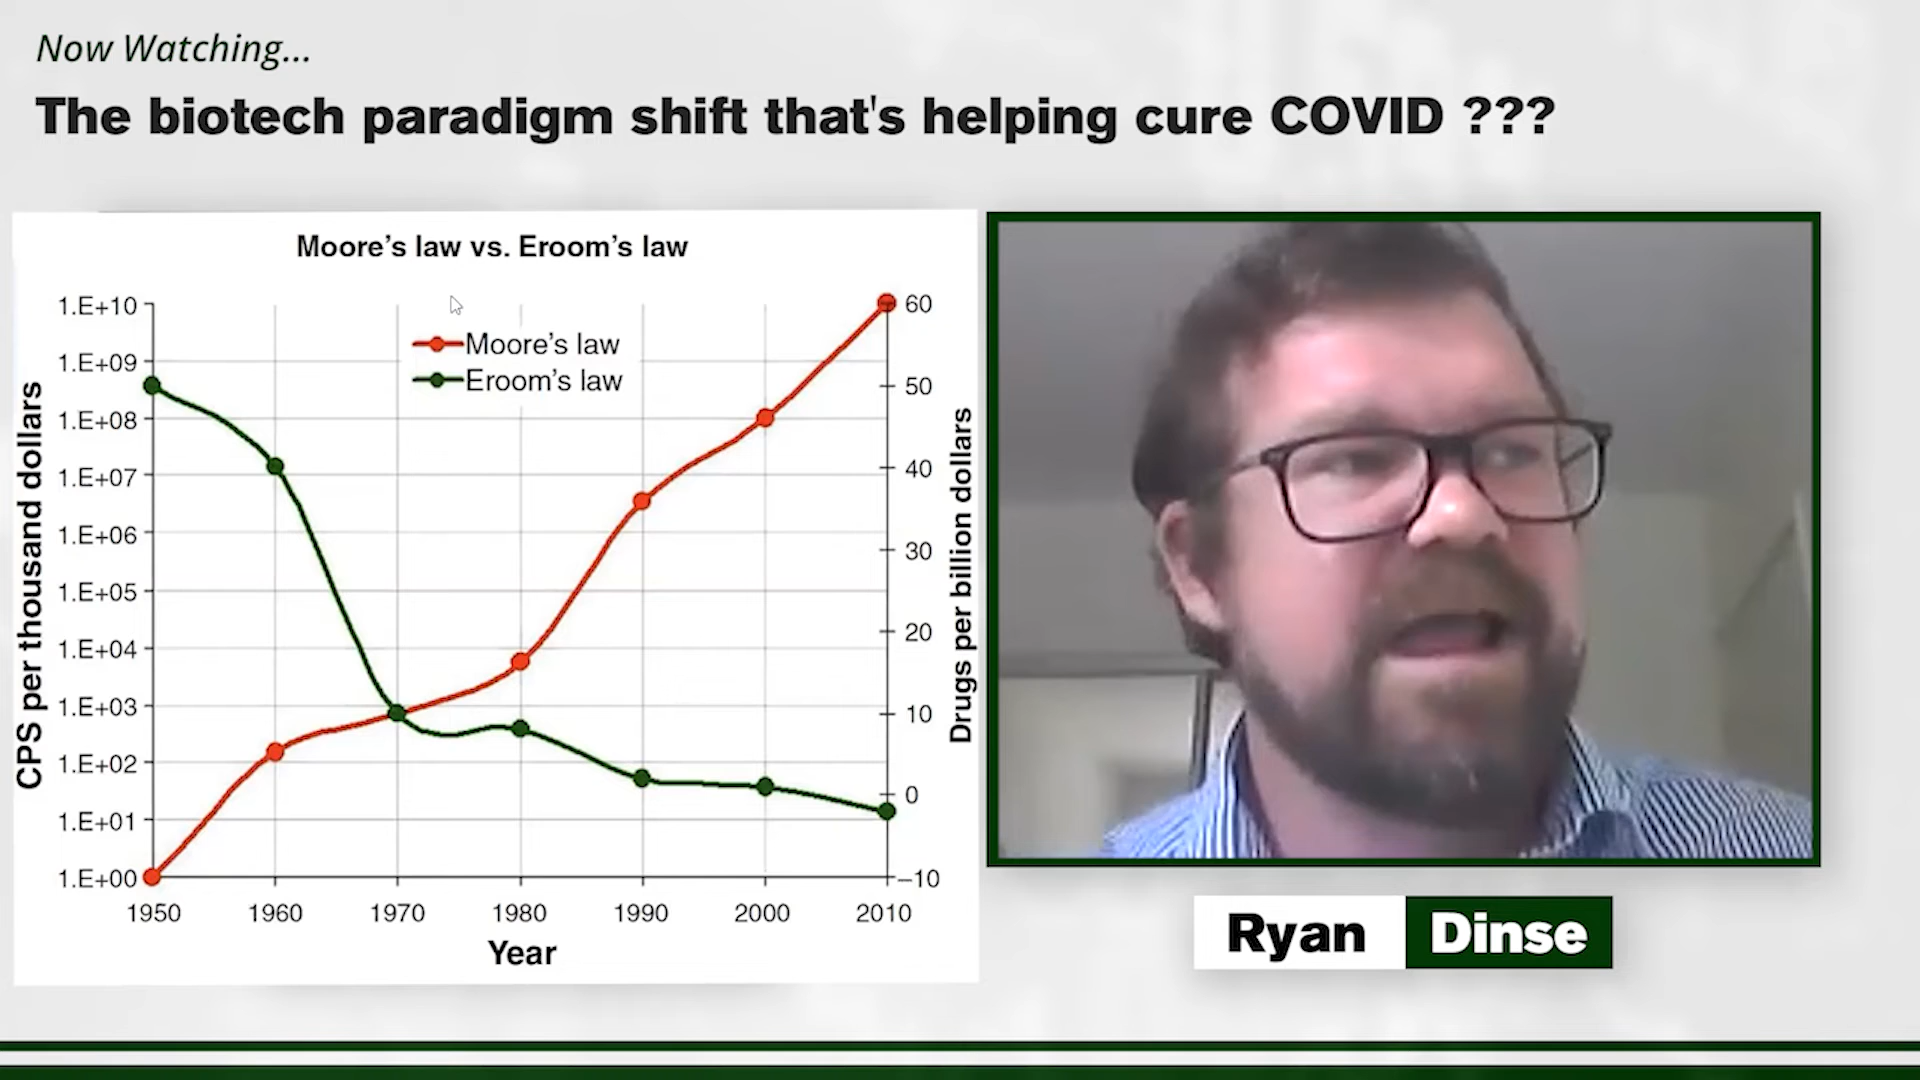 Now Watching...
The biotech paradigm shift that's helping cure COVID ???
Moore's law vs. Eroom's law
Moore's law
Eroom's law
CPS per thousand dollars
1.E+10
1.E+09
1.E+08
1.E+07
1.E+06
1.E+05
1.E+04
1.E+03
1.E+02
1.E+01
1.E+00
60
50
40
30
20
10
0
–10
Drugs per billion dollars
1950 1960 1970 1980 1990 2000 2010
Year
Ryan Dinse